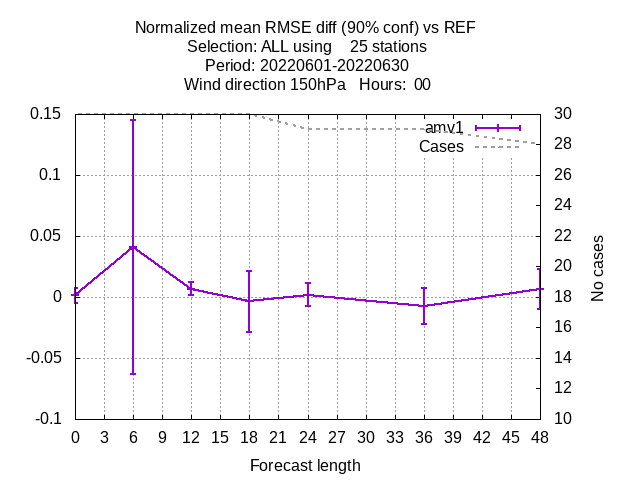 Normalized mean RMSE diff (90% conf) vs REF
Selection: ALL using 25 stations
Period: 20220601-20220630
Wind direction 150hPa Hours: 00
0.15
0.1
0.05
0
-0.05
-0.1
amv1
Cases
30
28
26
24
22
20
18
16
14
12
10
No cases
0 3 6 9 12 15 18 21 24 27 30 33 36 39 42 45 48
Forecast length